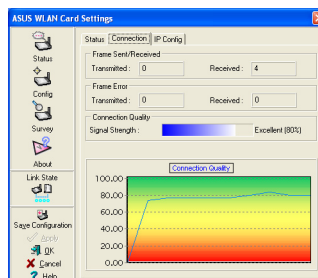 ASUS WLAN Card Settings
Status
Config
Survey
About
Link State
Save Configuration
Apply
OK
Cancel
Help
Status Connection IP Config
Frame Sent/Received
Transmitted : 0 Received : 4
Frame Error
Transmitted : 0 Received : 0
Connection Quality
Signal Strength : Excellent (80%)
Connection Quality
100.00
80.00
60.00
40.00
20.00
0.00